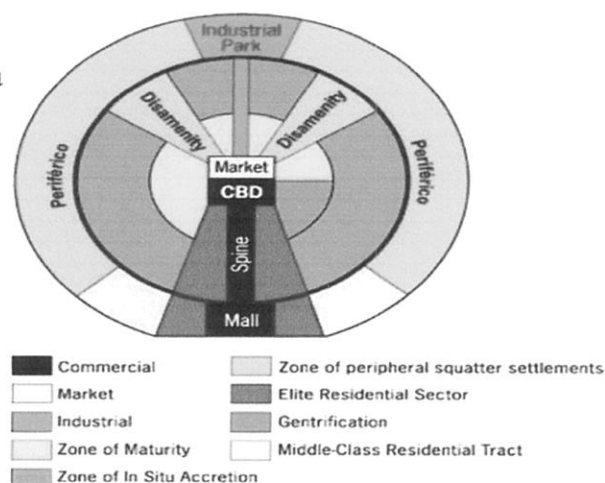 Industrial
Park
Disamenity
Disamenity
Periférico
Periférico
Market
CBD
Spine
Mall
Commercial
Market
Industrial
Zone of Maturity
Zone of In Situ Accretion
Zone of peripheral squatter settlements
Elite Residential Sector
Gentrification
Middle-Class Residential Tract